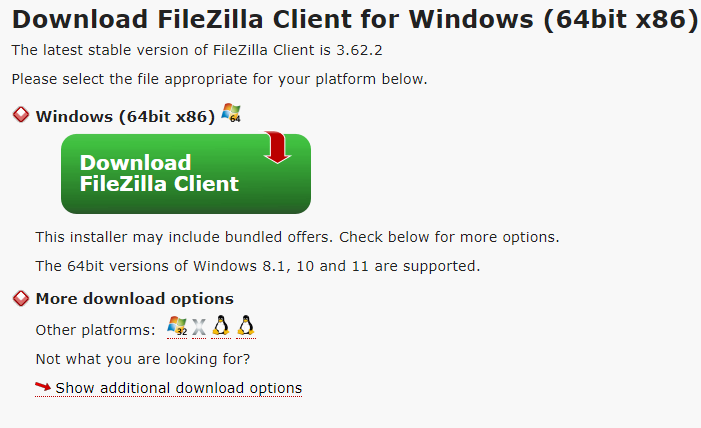 Download FileZilla Client for Windows (64bit x86)
The latest stable version of FileZilla Client is 3.62.2
Please select the file appropriate for your platform below.
Windows (64bit x86) 64
Download
FileZilla Client
This installer may include bundled offers. Check below for more options.
The 64bit versions of Windows 8.1, 10 and 11 are supported.
More download options
Other platforms: 32
Not what you are looking for?
Show additional download options